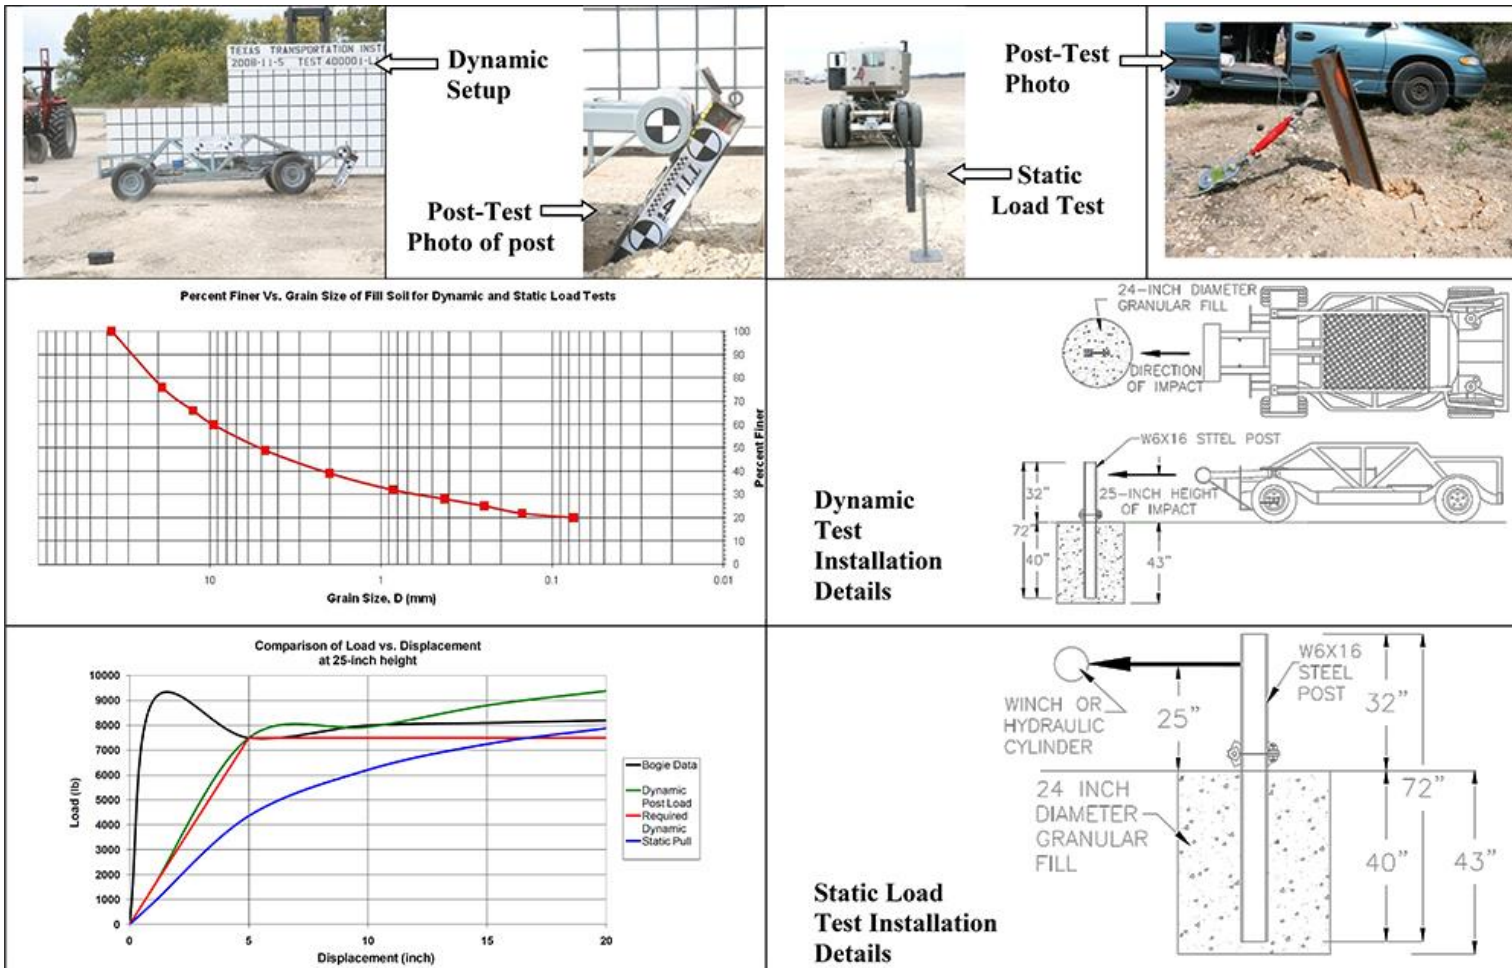 TEXAS TRANSPORTATION INSTI
2008-11-5 TEST 400001-L
Dynamic
Setup
Post-Test
Photo of post
TTI
Static
Load Test
Post-Test
Photo
Percent Finer Vs. Grain Size of Fill Soil for Dynamic and Static Load Tests
100
90
80
70
60
50
40
30
20
10
0
Percent Finer
10
1
0.1
0.01
Grain Size, D (mm)
24-INCH DIAMETER
GRANULAR FILL
DIRECTION
OF IMPACT
W6X16 STTEL POST
25-INCH HEIGHT
OF IMPACT
32"
72"
40"
43"
Dynamic
Test
Installation
Details
Comparison of Load vs. Displacement
at 25-inch height
10000
9000
8000
7000
6000
5000
4000
3000
2000
1000
0
Load (lb)
0
5
10
15
20
Displacement (inch)
Bogie Data
Dynamic
Post Load
Required
Dynamic
Static Pull
W6X16
STEEL
POST
WINCH OR
HYDRAULIC
CYLINDER
25"
32"
72"
24 INCH
DIAMETER
GRANULAR
FILL
40"
43"
Static Load
Test Installation
Details